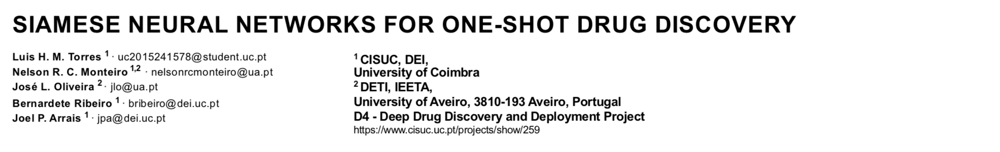 SIAMESE NEURAL NETWORKS FOR ONE-SHOT DRUG DISCOVERY
Luis H. M. Torres 1 · uc2015241578@student.uc.pt
Nelson R. C. Monteiro 1,2 · nelsonrcmonteiro@ua.pt
José L. Oliveira 2 · jlo@ua.pt
Bernardete Ribeiro 1 · bribeiro@dei.uc.pt
Joel P. Arrais 1 · jpa@dei.uc.pt
1 CISUC, DEI,
University of Coimbra
2 DETI, IEETA,
University of Aveiro, 3810-193 Aveiro, Portugal
D4 - Deep Drug Discovery and Deployment Project
https://www.cisuc.uc.pt/projects/show/259